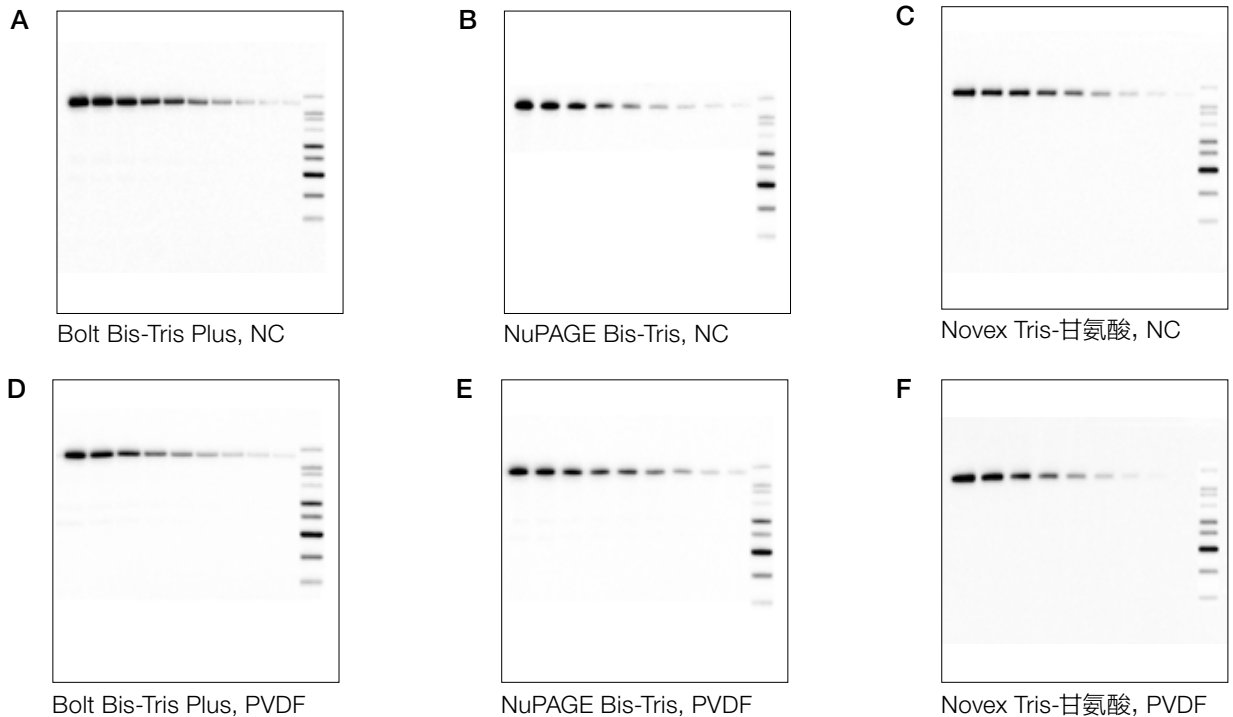 A
B
C
Bolt Bis-Tris Plus, NC
NuPAGE Bis-Tris, NC
Novex Tris-甘氨酸, NC
D
E
F
Bolt Bis-Tris Plus, PVDF
NuPAGE Bis-Tris, PVDF
Novex Tris-甘氨酸, PVDF